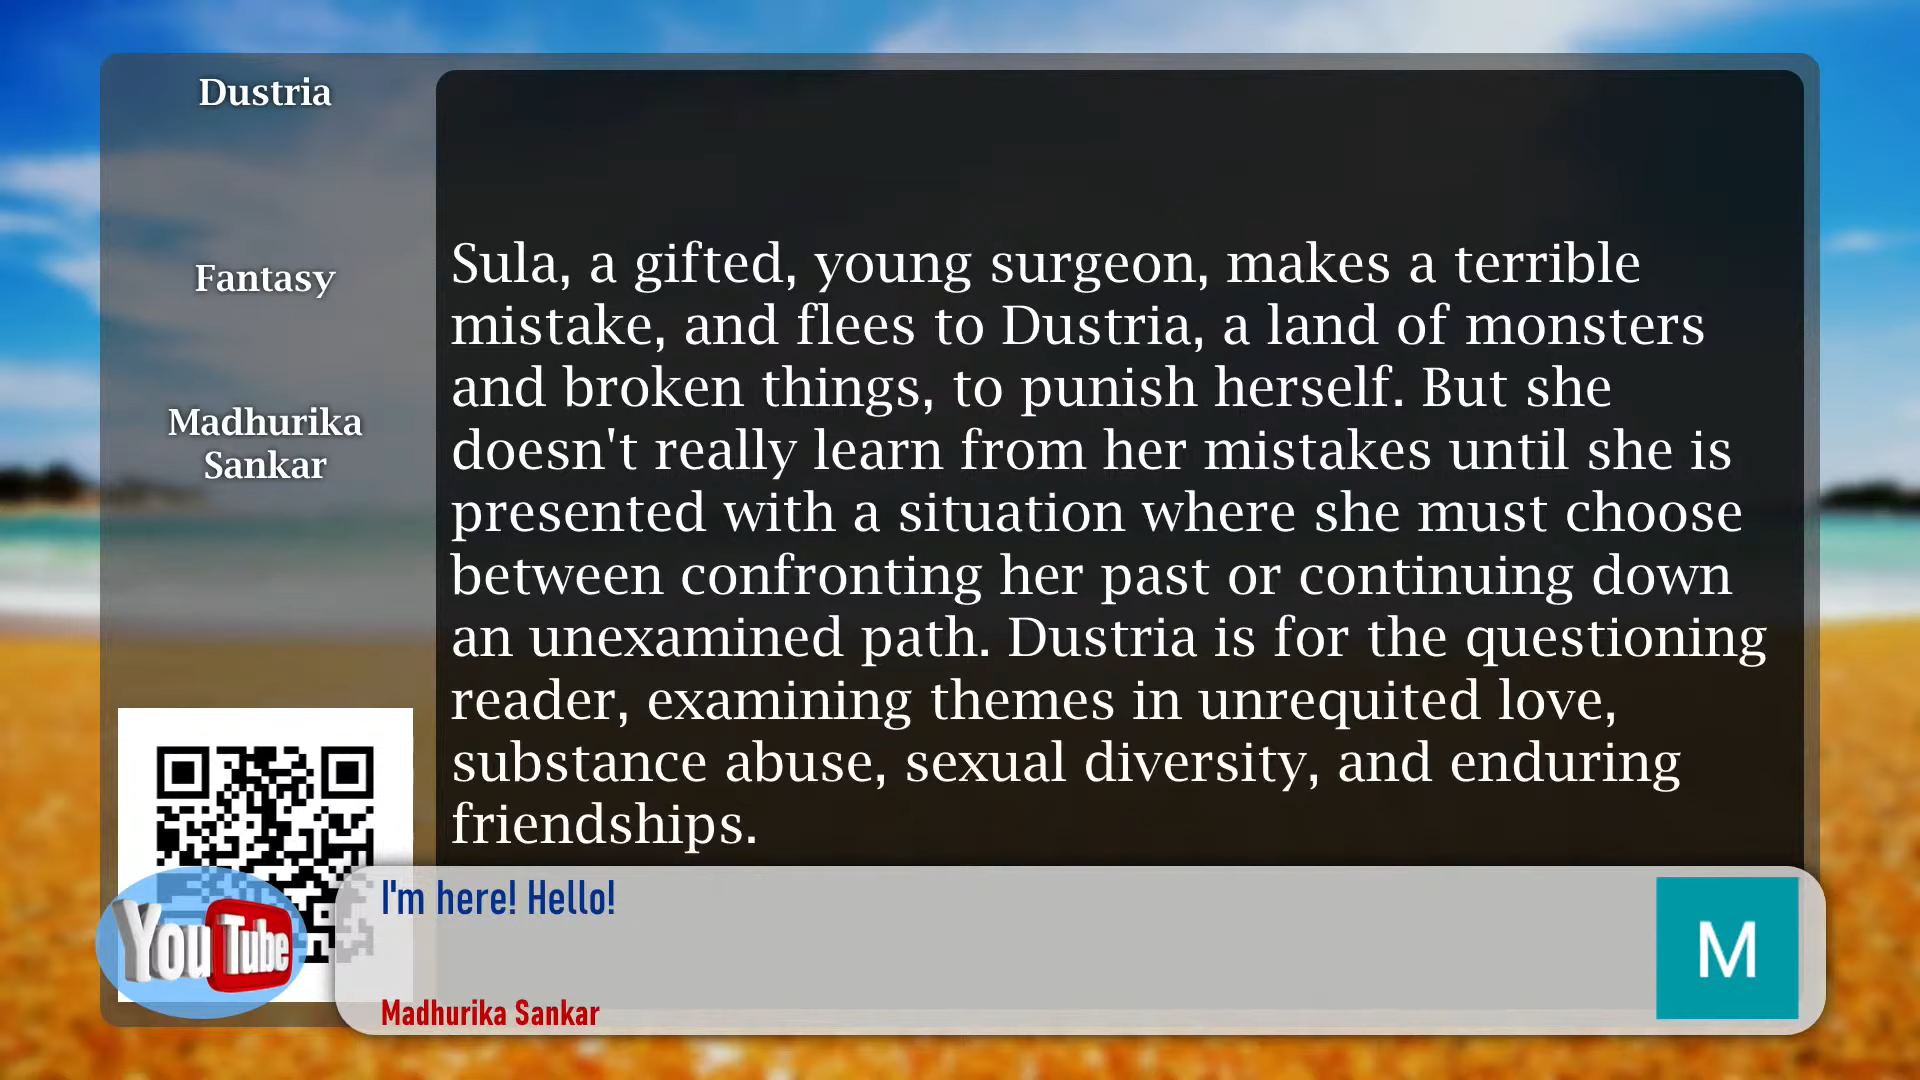 Dustria
Fantasy
Madhurika
Sankar
Sula, a gifted, young surgeon, makes a terrible
mistake, and flees to Dustria, a land of monsters
and broken things, to punish herself. But she
doesn't really learn from her mistakes until she is
presented with a situation where she must choose
between confronting her past or continuing down
an unexamined path. Dustria is for the questioning
reader, examining themes in unrequited love,
substance abuse, sexual diversity, and enduring
friendships.
You Tube
I'm here! Hello!
Madhurika Sankar
M